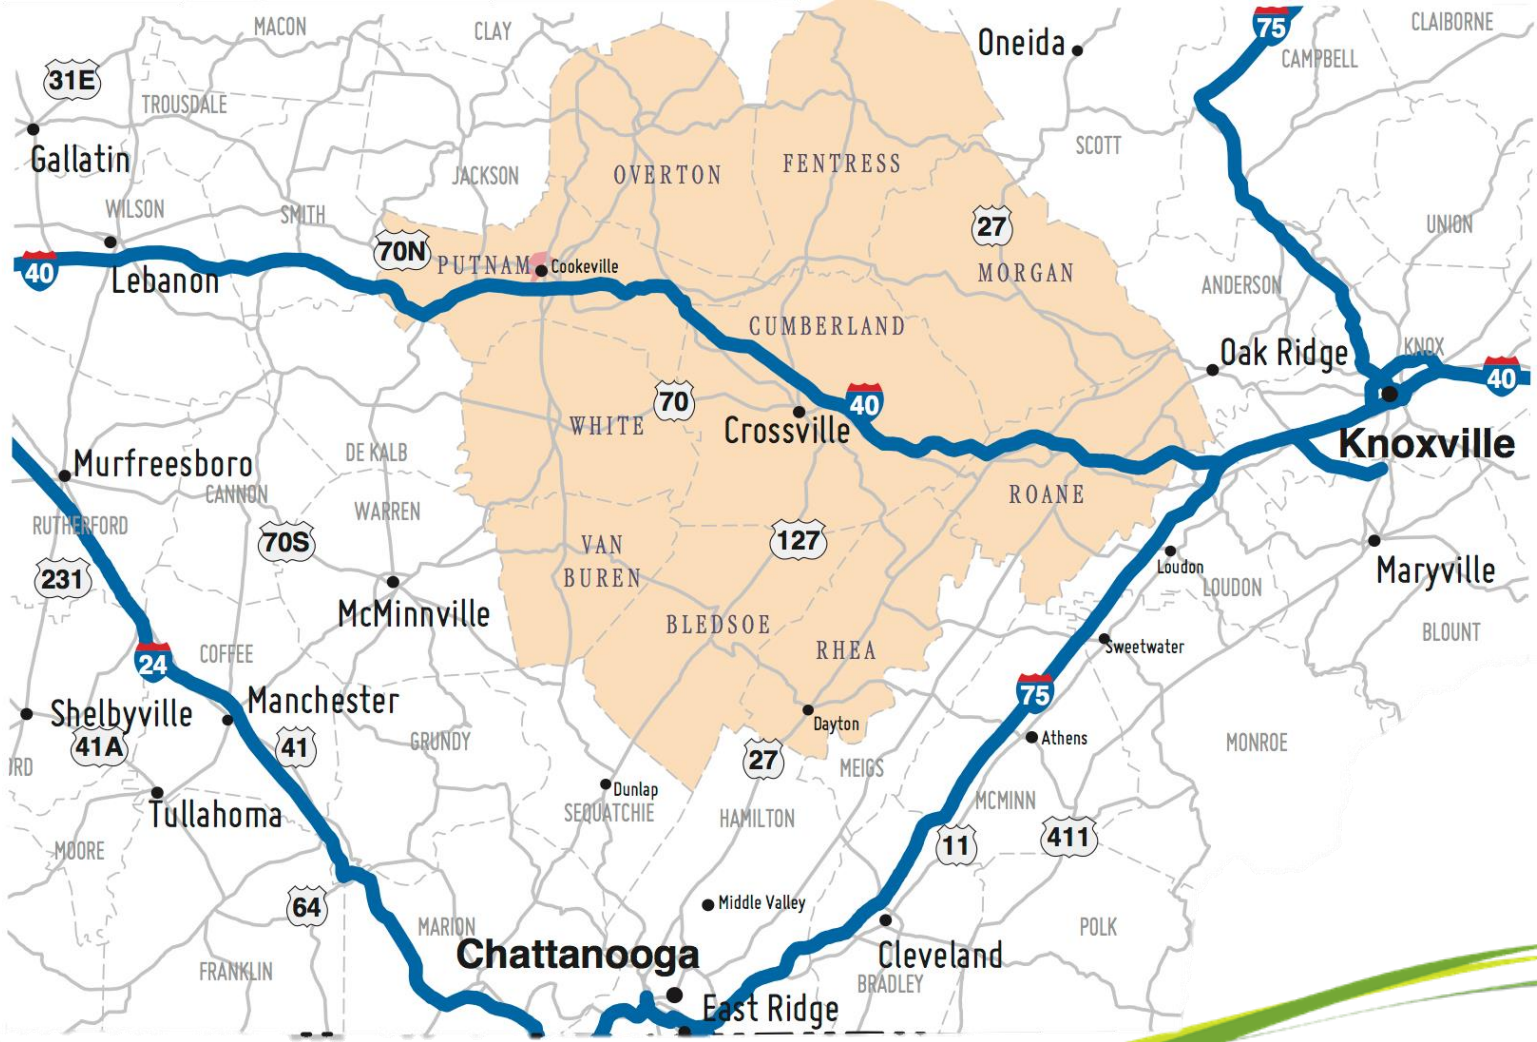 MACON
CLAY
Oneida
75
CLAIBORNE
CAMPBELL
31E
TROUSDALE
Gallatin
SCOTT
JACKSON
OVERTON
FENTRESS
WILSON
SMITH
27
UNION
70N
40
Lebanon
PUTNAM
Cookeville
MORGAN
ANDERSON
CUMBERLAND
Oak Ridge
KNOX
40
70
40
WHITE
Crossville
Knoxville
DE KALB
Murfreesboro
CANNON
ROANE
WARREN
RUTHERFORD
70S
127
VAN
BUREN
231
Loudon
LOUDON
Maryville
McMinnville
BLEDSOE
RHEA
BLOUNT
Sweetwater
COFFEE
24
75
Manchester
Shelbyville
41A
41
Dayton
Athens
GRUNDY
MONROE
27
MEIGS
Dunlap
SEQUATCHIE
HAMILTON
MCMINN
Tullahoma
MOORE
11
411
64
Middle Valley
MARION
POLK
Chattanooga
Cleveland
FRANKLIN
BRADLEY
East Ridge